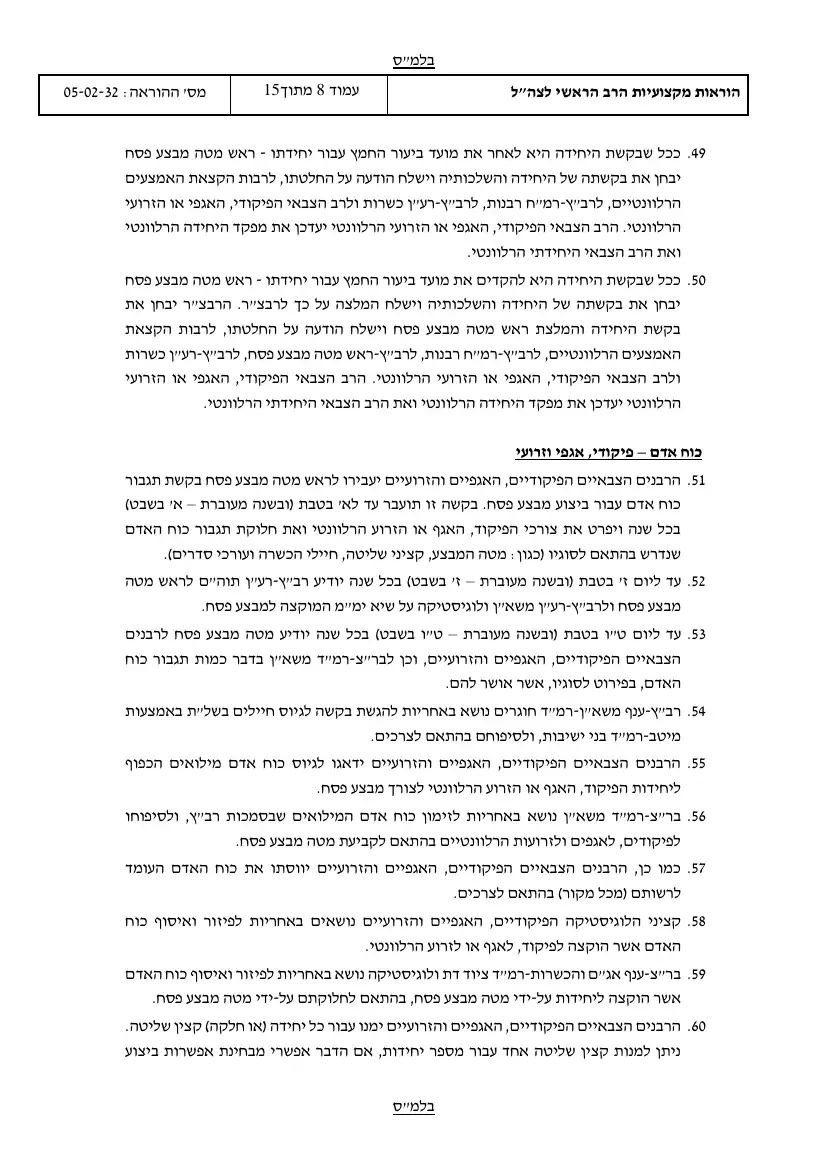 בלמ״ס
הוראות מקצועיות הרב הראשי לצה״ל
עמוד 8 מתוך15
מס׳ ההוראה: 05-02-32
49. ככל שבקשת היחידה היא לאחר את מועד ביעור החמץ עבור יחידתו - ראש מטה מבצע פסח
יבחן את בקשתה של היחידה והשלכותיה וישלח הודעה על החלטתו, לרבות הקצאת האמצעים
הרלוונטיים, לרב״ץ-רמ״ח רבנות, לרב״ץ-רע״ן כשרות ולרב הצבאי הפיקודי, האגפי או הזרועי
הרלוונטי. הרב הצבאי הפיקודי, האגפי או הזרועי הרלוונטי יעדכן את מפקד היחידה הרלוונטי
ואת הרב הצבאי היחידתי הרלוונטי.
50. ככל שבקשת היחידה היא להקדים את מועד ביעור החמץ עבור יחידתו - ראש מטה מבצע פסח
יבחן את בקשתה של היחידה והשלכותיה וישלח המלצה על כך לרבצ״ר. הרבצ״ר יבחן את
בקשת היחידה והמלצת ראש מטה מבצע פסח וישלח הודעה על החלטתו, לרבות הקצאת
האמצעים הרלוונטיים, לרב״ץ-רמ״ח רבנות, לרב״ץ-ראש מטה מבצע פסח, לרב״ץ-רע״ן כשרות
ולרב הצבאי הפיקודי, האגפי או הזרועי הרלוונטי. הרב הצבאי הפיקודי, האגפי או הזרועי
הרלוונטי יעדכן את מפקד היחידה הרלוונטי ואת הרב הצבאי היחידתי הרלוונטי.
כוח אדם – פיקודי, אגפי וזרועי
51. הרבנים הצבאיים הפיקודיים, האגפיים והזרועיים יעבירו לראש מטה מבצע פסח בקשת תגבור
כוח אדם עבור ביצוע מבצע פסח. בקשה זו תועבר עד לא׳ בטבת (ובשנה מעוברת – א׳ בשבט)
בכל שנה ויפרט את צורכי הפיקוד, האגף או הזרוע הרלוונטי ואת חלוקת תגבור כוח האדם
שנדרש בהתאם לסוגיו (כגון: מטה המבצע, קציני שליטה, חיילי הכשרה ועורכי סדרים).
52. עד ליום ז׳ בטבת (ובשנה מעוברת – ז׳ בשבט) בכל שנה יודיע רב״ץ-רע״ן תוה״ם לראש מטה
מבצע פסח ולרב״ץ-רע״ן משא״ן ולוגיסטיקה על שיא ימ״מ המוקצה למבצע פסח.
53. עד ליום ט״ו בטבת (ובשנה מעוברת – ט״ו בשבט) בכל שנה יודיע מטה מבצע פסח לרבנים
הצבאיים הפיקודיים, האגפיים והזרועיים, וכן לבר״צ-רמ״ד משא״ן בדבר כמות תגבור כוח
האדם, בפירוט לסוגיו, אשר אושר להם.
54. רב״ץ-ענף משא״ן-רמ״ד חוגרים נושא באחריות להגשת בקשה לגיוס חיילים בשל״ת באמצעות
מיטב-רמ״ד בני ישיבות, ולסיפוחם בהתאם לצרכים.
55. הרבנים הצבאיים הפיקודיים, האגפיים והזרועיים ידאגו לגיוס כוח אדם מילואים הכפוף
ליחידות הפיקוד, האגף או הזרוע הרלוונטי לצורך מבצע פסח.
56. בר״צ-רמ״ד משא״ן נושא באחריות לזימון כוח אדם המילואים שבסמכות רב״ץ, ולסיפוחו
לפיקודים, לאגפים ולזרועות הרלוונטיים בהתאם לקביעת מטה מבצע פסח.
57. כמו כן, הרבנים הצבאיים הפיקודיים, האגפיים והזרועיים יווסתו את כוח האדם העומד
לרשותם (מכל מקור) בהתאם לצרכים.
58. קציני הלוגיסטיקה הפיקודיים, האגפיים והזרועיים נושאים באחריות לפיזור ואיסוף כוח
האדם אשר הוקצה לפיקוד, לאגף או לזרוע הרלוונטי.
59. בר״צ-ענף אג״ם והכשרות-רמ״ד ציוד דת ולוגיסטיקה נושא באחריות לפיזור ואיסוף כוח האדם
אשר הוקצה ליחידות על-ידי מטה מבצע פסח, בהתאם לחלוקתם על-ידי מטה מבצע פסח.
60. הרבנים הצבאיים הפיקודיים, האגפיים והזרועיים ימנו עבור כל יחידה (או חלקה) קצין שליטה.
ניתן למנות קצין שליטה אחד עבור מספר יחידות, אם הדבר אפשרי מבחינת אפשרות ביצוע
בלמ״ס